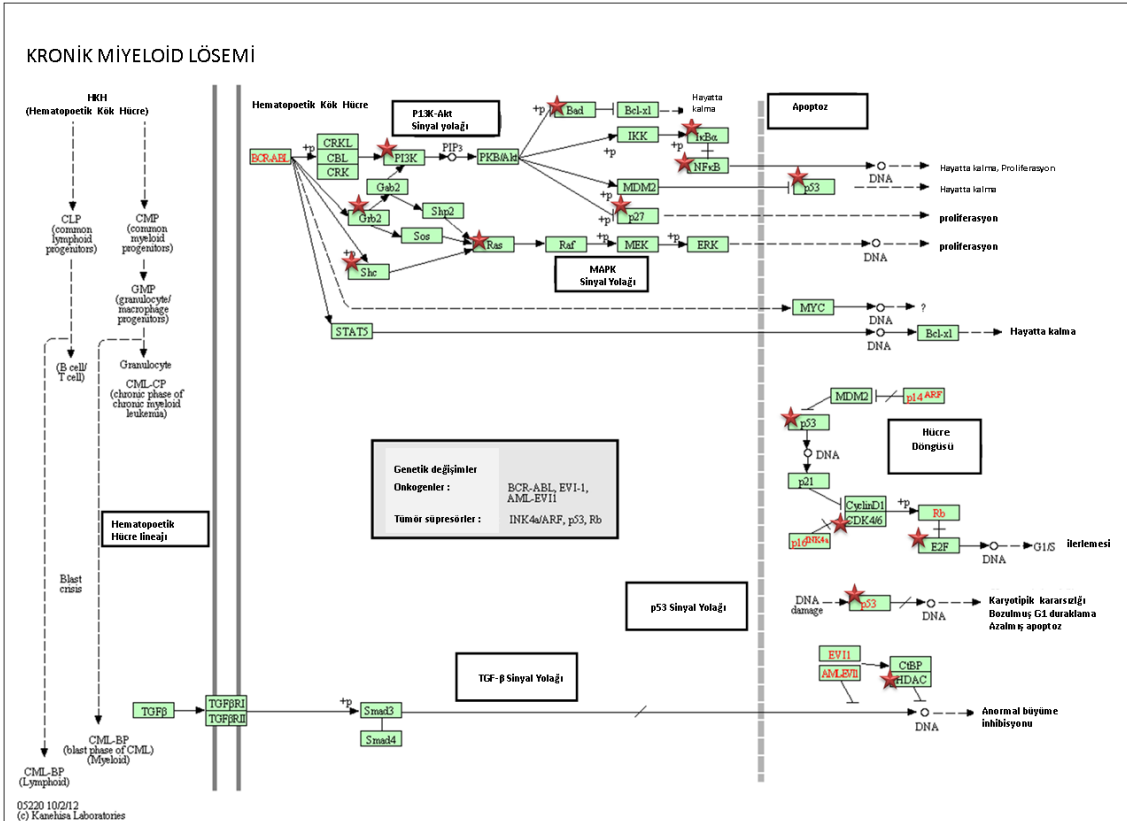 KRONİK MİYELOİD LÖSEMİ
HKH
(Hematopoetik Kök Hücre)
CLP
(common
lymphoid
progenitors)
CMP
(common
myeloid
progenitors)
GMP
(granulocyte/
macrophage
progenitors)
(B cell/
T cell)
Granulocyte
CML-CP
(chronic phase of
chronic myeloid
leukemia)
Hematopoetik
Hücre lineajı
Blast
crisis
CML-BP
(blast phase of CML)
(Myeloid)
CML-BP
(Lymphoid)
05220 10/2/12
(c) Kanehisa Laboratories
Hematopoetik Kök Hücre
P13K-Akt
Sinyal yolağı
BCR-ABL
+p
CRKL
CBL
CRK
PI3K
PIP3
+p
PKB/Akt
+p
Bad
Bcl-xl
Hayatta
kalma
IKK
+p
+p
IκBα
+p
NFκB
DNA
Hayatta kalma, Proliferasyon
Gab2
MDM2
+p
p53
Hayatta kalma
+p
Grb2
Shp2
+p
p27
proliferasyon
Sos
Ras
Raf
+p
MEK
+p
ERK
DNA
proliferasyon
+p
Shc
MAPK
Sinyal Yolağı
MYC
DNA
?
STAT5
DNA
Bcl-xl
Hayatta kalma
Apoptoz
MDM2
p14ARF
p53
DNA
p21
Hücre
Döngüsü
CyclinD1
CDK4/6
+p
Rb
p16INK4a
E2F
DNA
G1/S
ilerlemesi
Genetik değişimler
Onkogenler :
BCR-ABL, EVI-1,
AML-EVI1
Tümör süpresörler :
INK4a/ARF, p53, Rb
p53 Sinyal Yolağı
DNA
damage
p53
DNA
Karyotipik kararsızlğı
Bozulmuş G1 duraklama
Azalmış apoptoz
TGF-β Sinyal Yolağı
EVI1
AML-EVI1
CtBP
HDAC
TGFβ
TGFβRI
TGFβRII
+p
Smad3
Smad4
DNA
Anormal büyüme
inhibisyonu